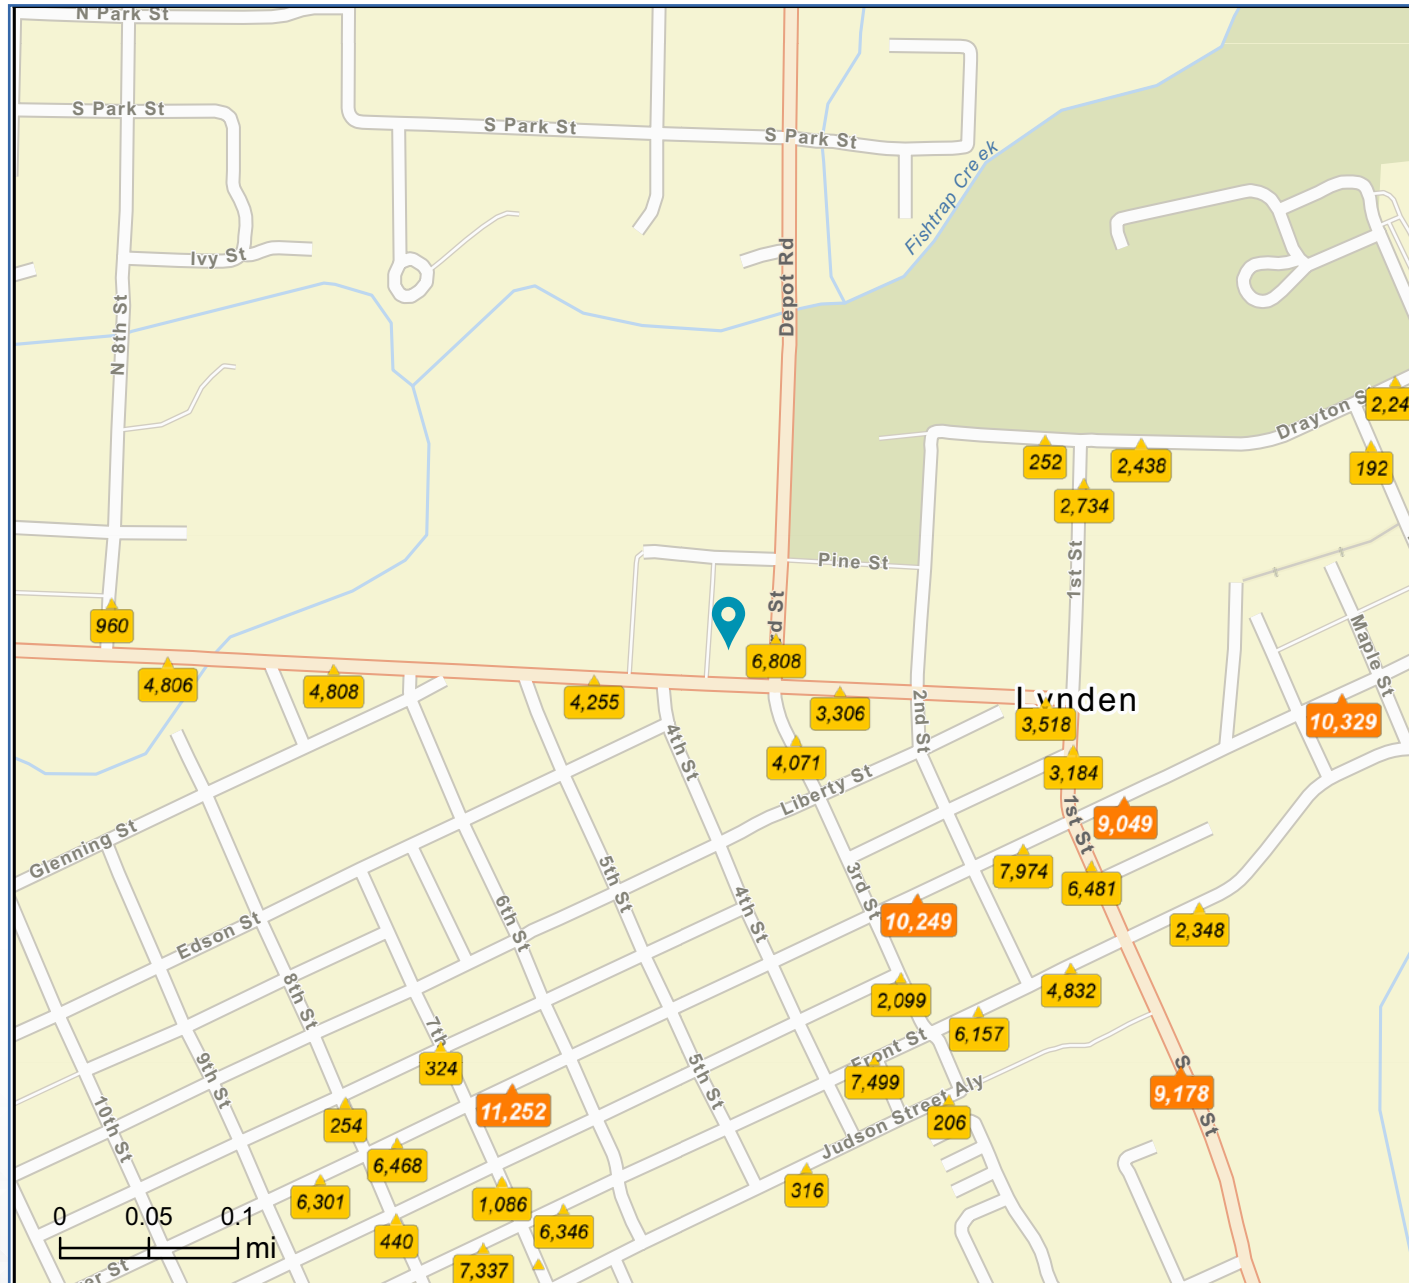 N Park St
S Park St
S Park St
S Park St
Fishtrap Creek
Ivy St
Depot Rd
N 8th St
Drayton S
2,24
252
2,438
192
2,734
Pine St
1st St
d St
960
6,808
Maple St
4,806
4,808
4,255
3,306
Lynden
3,518
10,329
2nd St
4th St
4,071
3,184
Liberty St
1st St
9,049
Glenning St
7,974
6,481
5th St
3rd St
4th St
10,249
6th St
2,348
Edson St
8th St
2,099
4,832
7th
6,157
Front St
324
7,499
S
9th St
5th St
9,178
St
10th St
11,252
Judson Street Aly
254
206
6,468
6,301
1,086
316
0 0.05 0.1
mi
440
6,346
er St
7,337